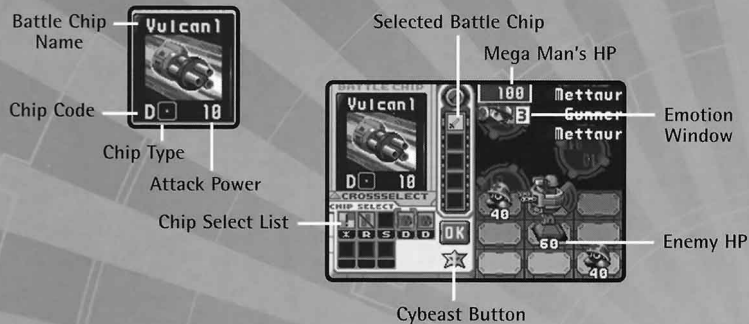 Battle Chip
Name
Vulcan1
Chip Code
D 10
Chip Type
Attack Power
Selected Battle Chip
Mega Man's HP
BATTLE CHIP
100 Mettaur
Vulcan1
3 Gunner
Mettaur
Emotion
Window
D 10
CROSSSELECT
CHIP SELECT
40
Chip Select List
I R S D D
OK
60
Enemy HP
40
Cybeast Button